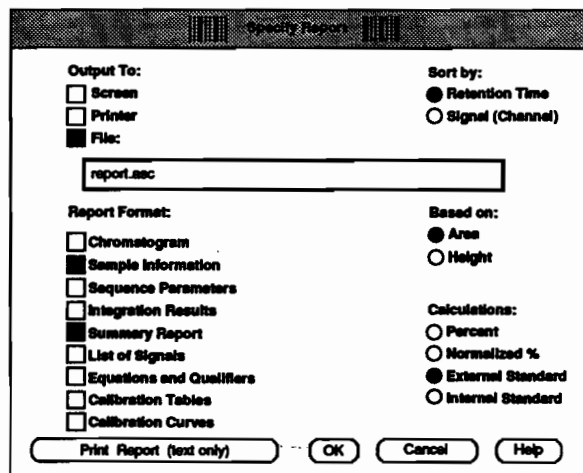 Specify Report
Output To:
Screen
Printer
File:
report.asc
Sort by:
Retention Time
Signal (Channel)
Report Format:
Chromatogram
Sample Information
Sequence Parameters
Integration Results
Summary Report
List of Signals
Equations and Qualifiers
Calibration Tables
Calibration Curves
Based on:
Area
Height
Calculations:
Percent
Normalized %
External Standard
Internal Standard
Print Report (text only)
OK
Cancel
Help